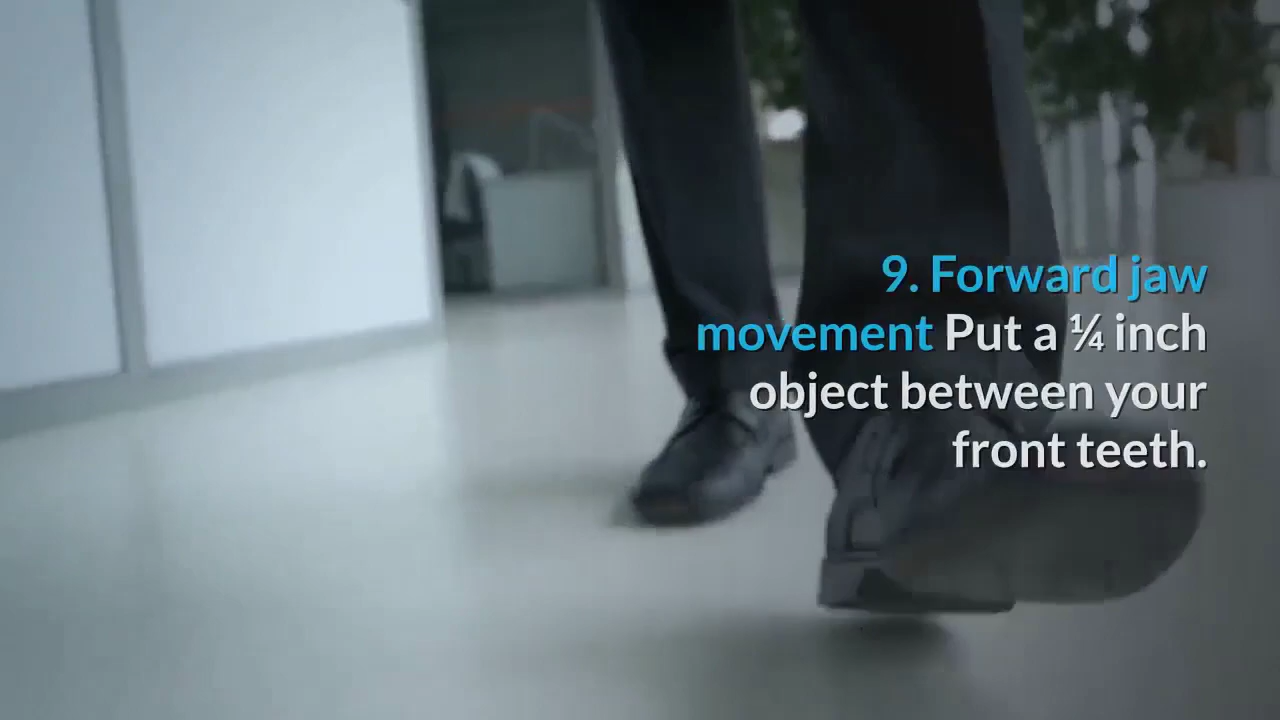 9. Forward jaw
movement Put a ¼ inch
object between your
front teeth.